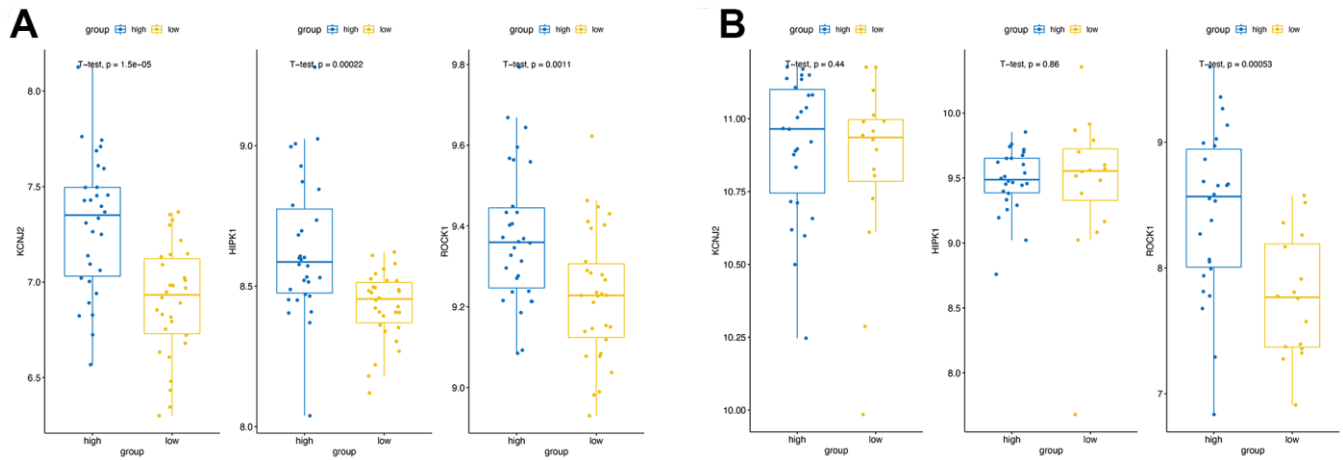 A
group high low
T-test, p = 1.5e-05
KCNJ2
8.0
7.5
7.0
6.5
high low
group
group high low
T-test, p = 0.00022
HIPK1
9.0
8.5
8.0
high low
group
group high low
T-test, p = 0.0011
ROCK1
9.8
9.6
9.4
9.2
9.0
high low
group
B
group high low
T-test, p = 0.44
KCNJ2
11.00
10.75
10.50
10.25
10.00
high low
group
group high low
T-test, p = 0.86
HIPK1
10.0
9.5
9.0
8.5
8.0
high low
group
group high low
T-test, p = 0.00053
ROCK1
9
8
7
high low
group